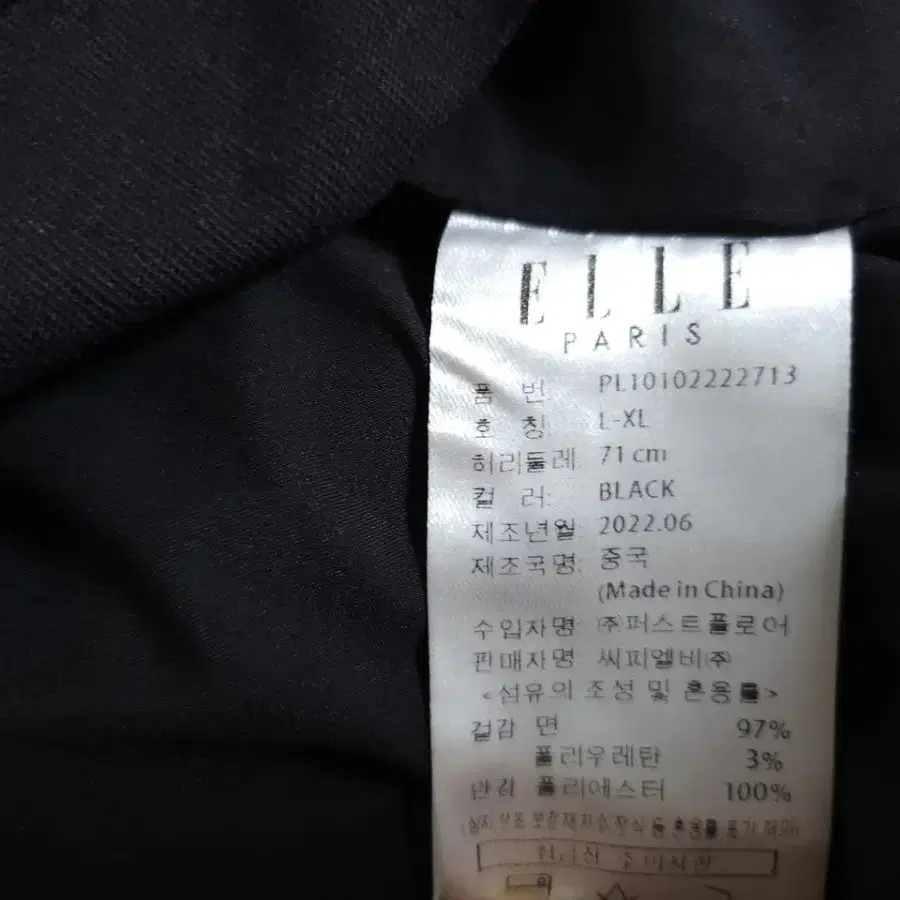 ELLE
PARIS
품 번: PL10102222713
호 칭: L-XL
허리둘레: 71 cm
컬 러: BLACK
제조년월: 2022.06
제조국명: 중국
(Made in China)
수입자명: ㈜퍼스트플로어
판매자명: 씨피엘비㈜
<섬유의 조성 및 혼용률>
겉감 면 97%
폴리우레탄 3%
안감 폴리에스터 100%